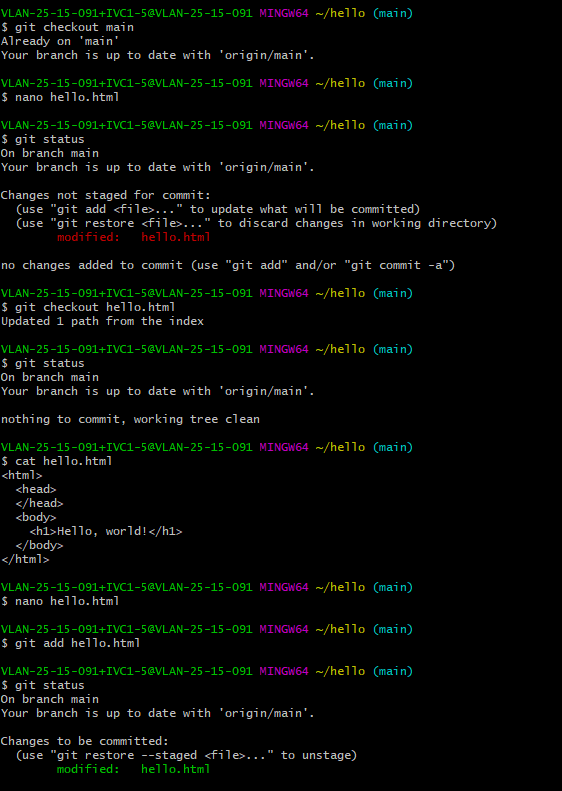 VLAN-25-15-091+IVC1-5@VLAN-25-15-091 MINGW64 ~/hello (main)
$ git checkout main
Already on 'main'
Your branch is up to date with 'origin/main'.
VLAN-25-15-091+IVC1-5@VLAN-25-15-091 MINGW64 ~/hello (main)
$ nano hello.html
VLAN-25-15-091+IVC1-5@VLAN-25-15-091 MINGW64 ~/hello (main)
$ git status
On branch main
Your branch is up to date with 'origin/main'.
Changes not staged for commit:
  (use "git add <file>..." to update what will be committed)
  (use "git restore <file>..." to discard changes in working directory)
        modified:   hello.html
no changes added to commit (use "git add" and/or "git commit -a")
VLAN-25-15-091+IVC1-5@VLAN-25-15-091 MINGW64 ~/hello (main)
$ git checkout hello.html
Updated 1 path from the index
VLAN-25-15-091+IVC1-5@VLAN-25-15-091 MINGW64 ~/hello (main)
$ git status
On branch main
Your branch is up to date with 'origin/main'.
nothing to commit, working tree clean
VLAN-25-15-091+IVC1-5@VLAN-25-15-091 MINGW64 ~/hello (main)
$ cat hello.html
<html>
  <head>
  </head>
  <body>
    <h1>Hello, world!</h1>
  </body>
</html>
VLAN-25-15-091+IVC1-5@VLAN-25-15-091 MINGW64 ~/hello (main)
$ nano hello.html
VLAN-25-15-091+IVC1-5@VLAN-25-15-091 MINGW64 ~/hello (main)
$ git add hello.html
VLAN-25-15-091+IVC1-5@VLAN-25-15-091 MINGW64 ~/hello (main)
$ git status
On branch main
Your branch is up to date with 'origin/main'.
Changes to be committed:
  (use "git restore --staged <file>..." to unstage)
        modified:   hello.html